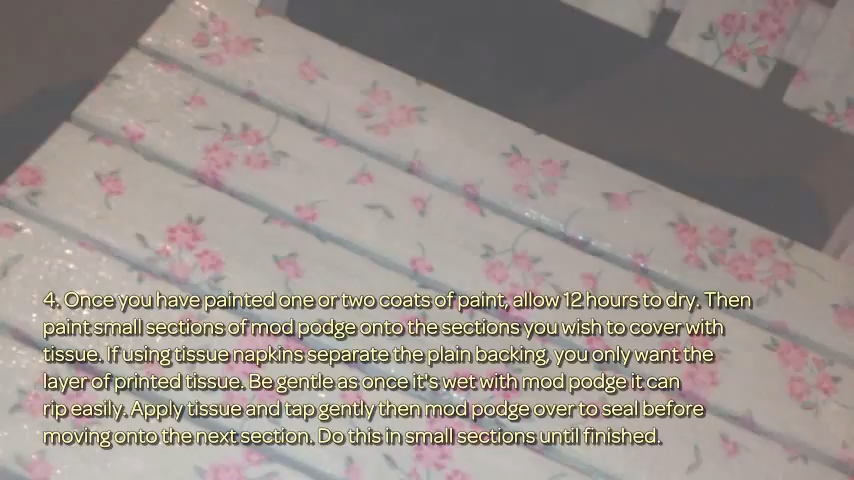 4. Once you have painted one or two coats of paint, allow 12 hours to dry. Then
paint small sections of mod podge onto the sections you wish to cover with
tissue. If using tissue napkins separate the plain backing, you only want the
layer of printed tissue. Be gentle as once it's wet with mod podge it can
rip easily. Apply tissue and tap gently then mod podge over to seal before
moving onto the next section. Do this in small sections until finished.